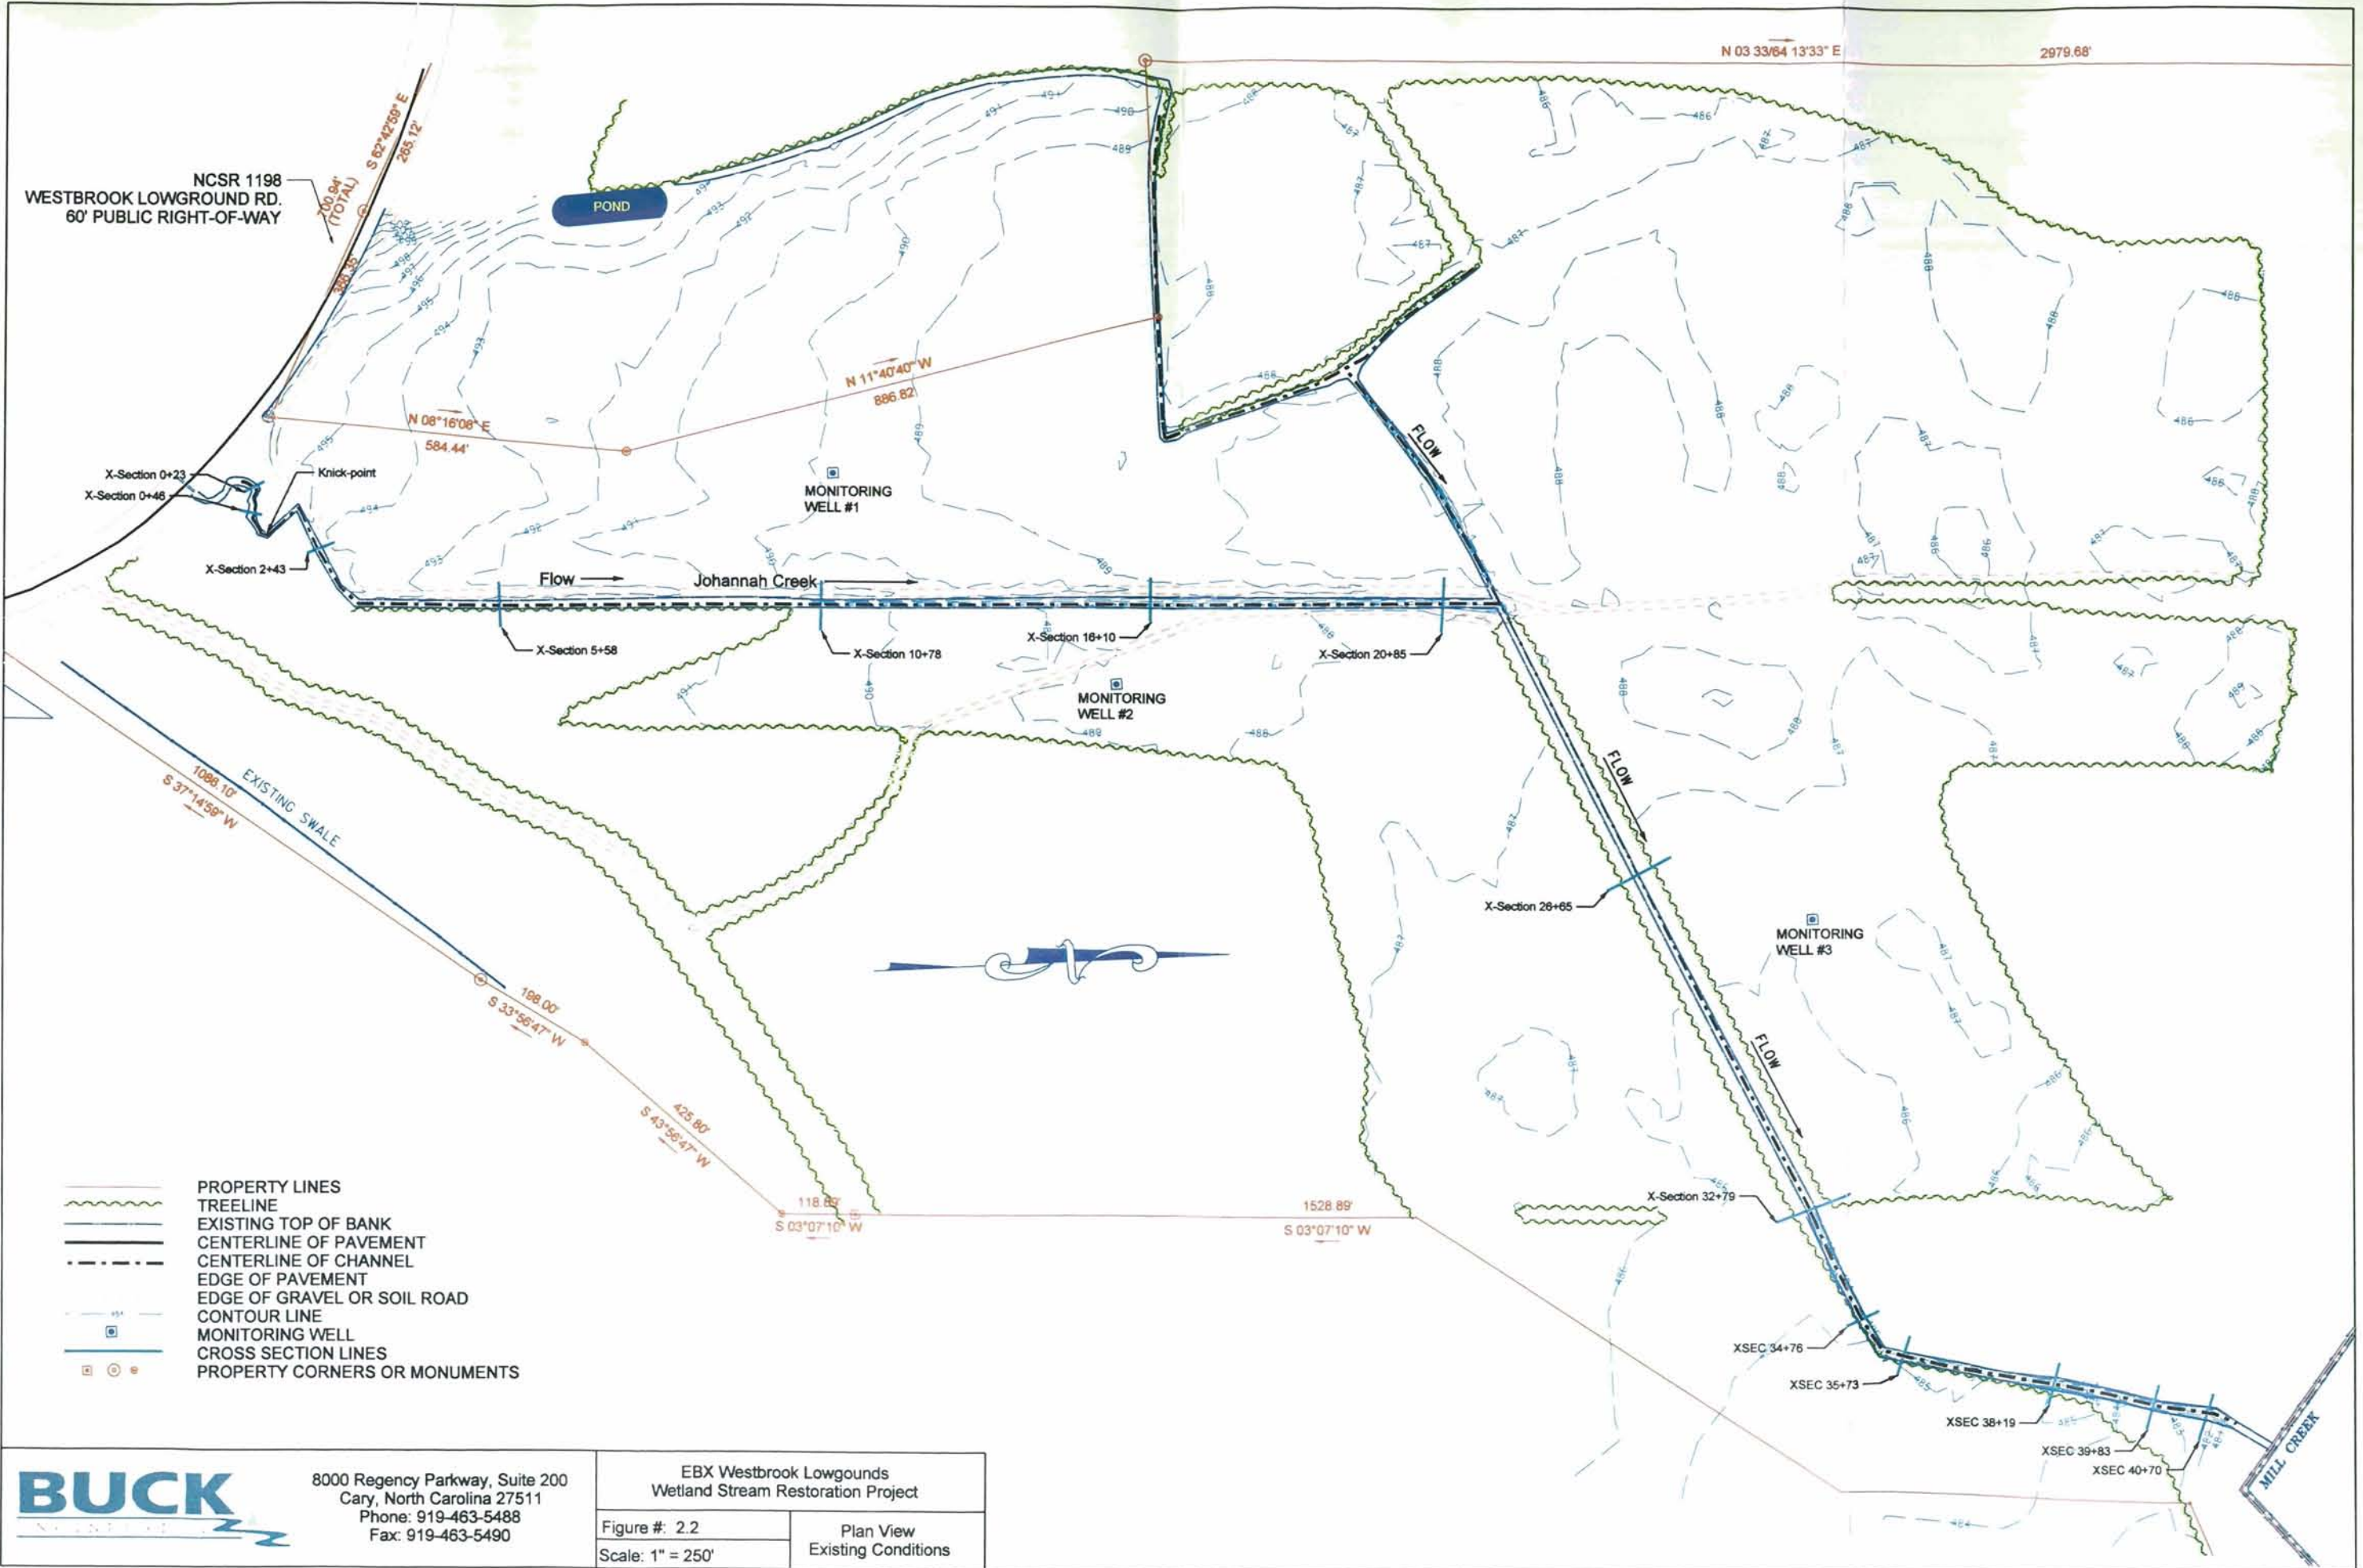 N 03 33/64 13'33" E
2979.68'
S 62°42'59" E
265.12'
700.94'
(TOTAL)
388.35'
NCSR 1198
WESTBROOK LOWGROUND RD.
60' PUBLIC RIGHT-OF-WAY
POND
N 11°40'40" W
886.82'
N 08°16'08" E
584.44'
X-Section 0+23
X-Section 0+46
Knick-point
X-Section 2+43
MONITORING
WELL #1
FLOW
Flow
Johannah Creek
X-Section 5+58
X-Section 10+78
X-Section 16+10
X-Section 20+85
MONITORING
WELL #2
FLOW
1086.10'
S 37°14'59" W
EXISTING SWALE
X-Section 26+65
MONITORING
WELL #3
198.00'
S 33°56'47" W
FLOW
425.80'
S 43°56'47" W
118.89'
S 03°07'10" W
1528.89'
S 03°07'10" W
X-Section 32+79
XSEC 34+76
XSEC 35+73
XSEC 38+19
XSEC 39+83
XSEC 40+70
MILL CREEK
PROPERTY LINES
TREELINE
EXISTING TOP OF BANK
CENTERLINE OF PAVEMENT
CENTERLINE OF CHANNEL
EDGE OF PAVEMENT
EDGE OF GRAVEL OR SOIL ROAD
CONTOUR LINE
MONITORING WELL
CROSS SECTION LINES
PROPERTY CORNERS OR MONUMENTS
BUCK
8000 Regency Parkway, Suite 200
Cary, North Carolina 27511
Phone: 919-463-5488
Fax: 919-463-5490
EBX Westbrook Lowgounds
Wetland Stream Restoration Project
Figure #: 2.2
Scale: 1" = 250'
Plan View
Existing Conditions